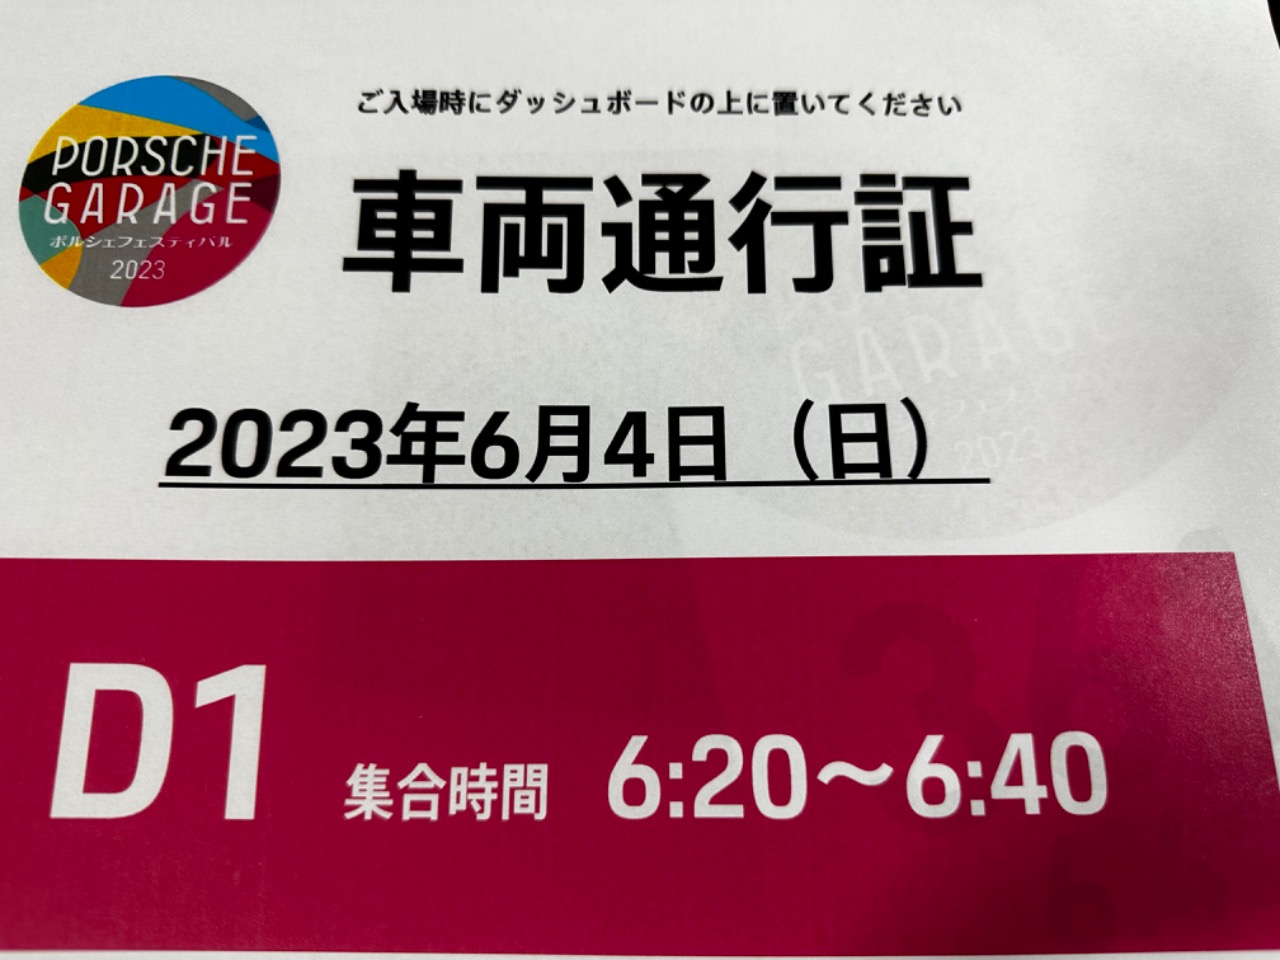 PORSCHE
GARAGE
ポルシェフェスティバル
2023
ご入場時にダッシュボードの上に置いてください
車両通行証
2023年6月4日（日）
D1 集合時間 6:20～6:40